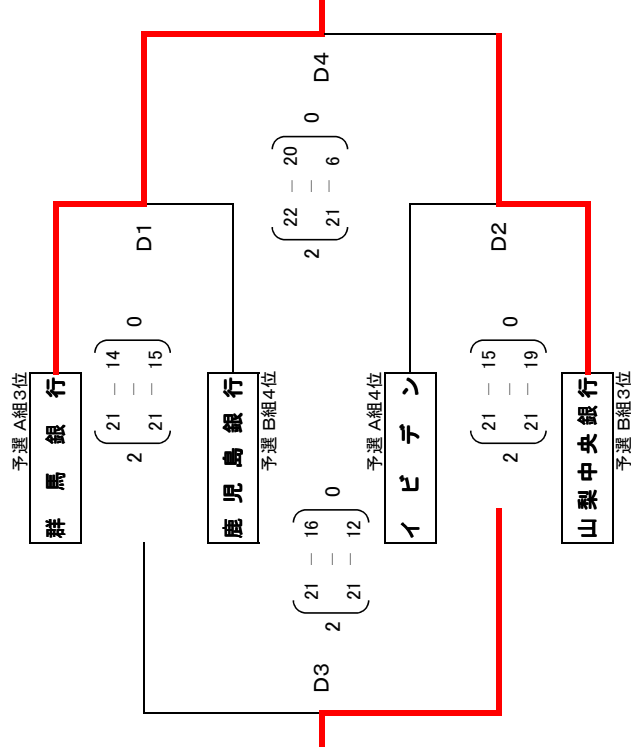 予選 A組3位
群 馬 銀 行
21 － 14
2 － 0 D1
21 － 15
鹿 児 島 銀 行
予選 B組4位
21 － 16
D3 2 － 0
21 － 12
22 － 20
2 － 0 D4
21 － 6
予選 A組4位
イ ビ デ ン
21 － 15
2 － 0 D2
21 － 19
山 梨 中 央 銀 行
予選 B組3位